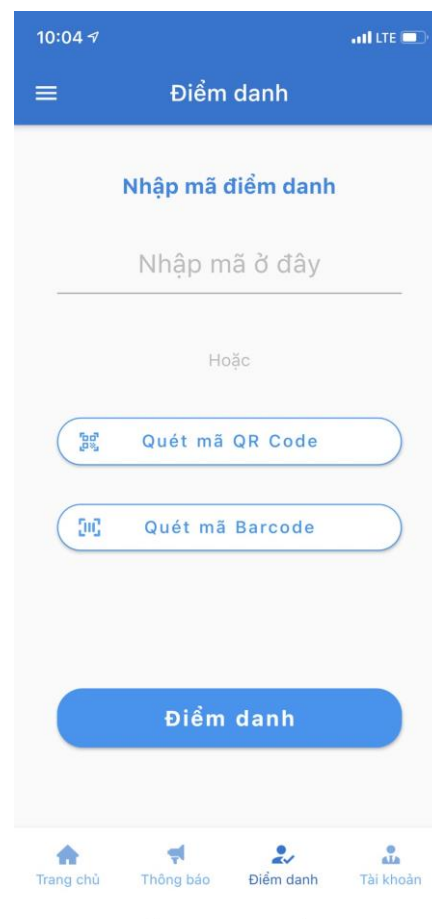 10:04
LTE
Điểm danh
Nhập mã điểm danh
Nhập mã ở đây
Hoặc
Quét mã QR Code
Quét mã Barcode
Điểm danh
Trang chủ
Thông báo
Điểm danh
Tài khoản